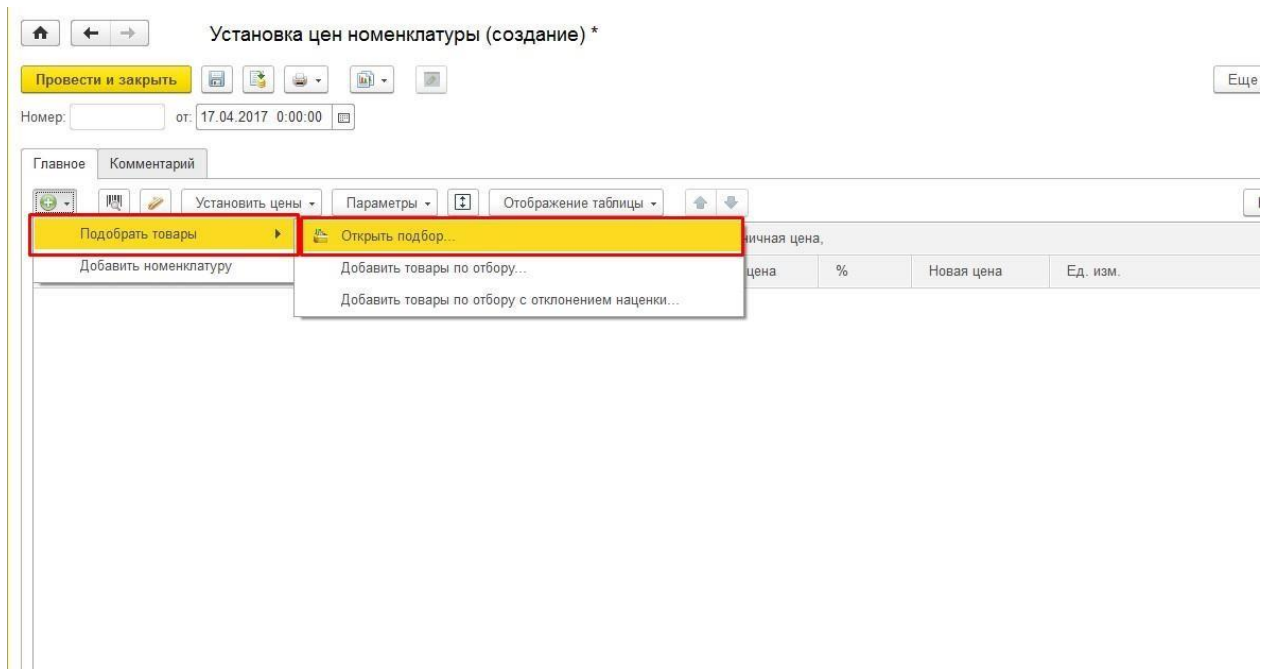 Установка цен номенклатуры (создание) *
Провести и закрыть
Еще
Номер: от: 17.04.2017 0:00:00
Главное Комментарий
Установить цены Параметры Отображение таблицы
Подобрать товары Открыть подбор... ничная цена,
Добавить номенклатуру Добавить товары по отбору... цена % Новая цена Ед. изм.
Добавить товары по отбору с отклонением наценки...